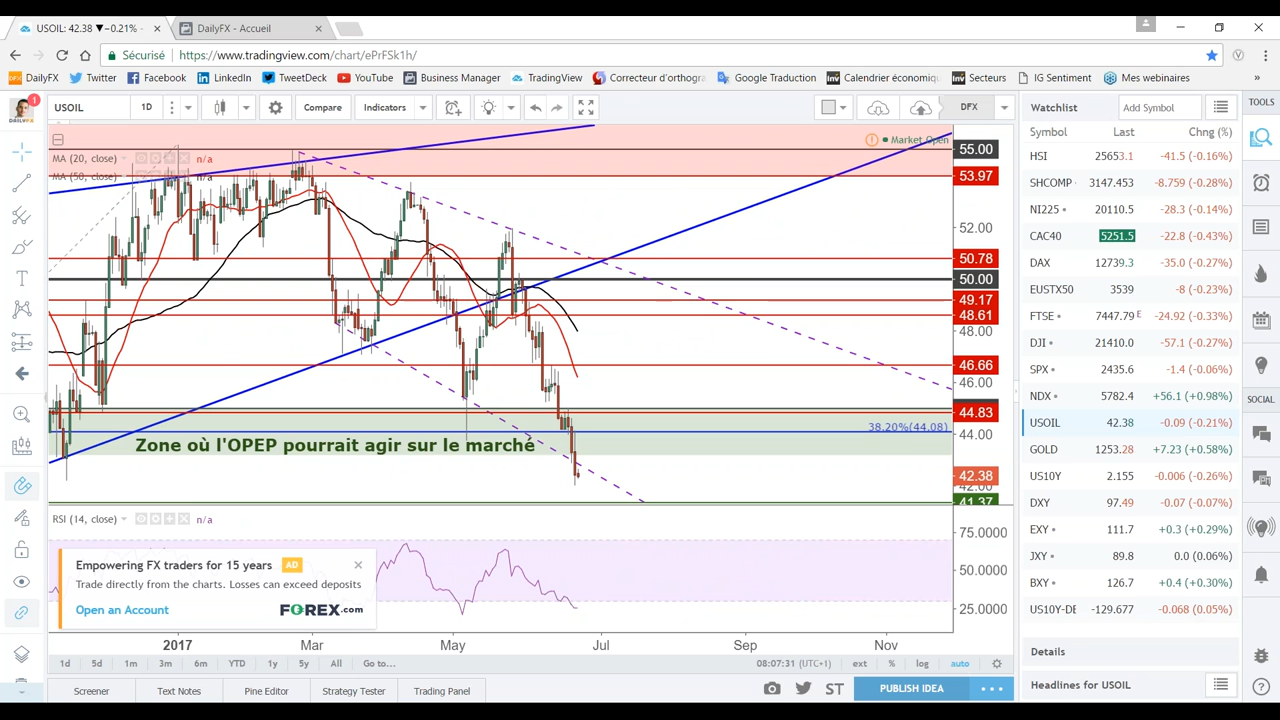 USOIL: 42.38 ▼−0.21% -
DailyFX - Accueil
Sécurisé
https://www.tradingview.com/chart/ePrFSk1h/
DailyFX
Twitter
Facebook
LinkedIn
TweetDeck
YouTube
Business Manager
TradingView
Correcteur d'orthogra
Google Traduction
Calendrier économiqu
Secteurs
IG Sentiment
Mes webinaires
»
USOIL
1D
Compare
Indicators
DFX
Watchlist
Add Symbol
TOOLS
Symbol Last Chng (%)
HSI 25653.1 -41.5 (-0.16%)
SHCOMP 3147.453 -8.759 (-0.28%)
NI225 20110.5 -28.3 (-0.14%)
CAC40 5251.5 -22.8 (-0.43%)
DAX 12739.3 -35.0 (-0.27%)
EUSTX50 3539 -8 (-0.23%)
FTSE 7447.79 E -24.92 (-0.33%)
DJI 21410.0 -57.1 (-0.27%)
SPX 2435.6 -1.4 (-0.06%)
NDX 5782.4 +56.1 (+0.98%)
USOIL 42.38 -0.09 (-0.21%)
GOLD 1253.28 +7.23 (+0.58%)
US10Y 2.155 -0.006 (-0.26%)
DXY 97.49 -0.07 (-0.07%)
EXY 111.7 +0.3 (+0.29%)
JXY 89.8 0.0 (0.06%)
BXY 126.7 +0.4 (+0.30%)
US10Y-DE -129.677 -0.068 (0.05%)
Details
Headlines for USOIL
SOCIAL
Market Open
MA (20, close) n/a
MA (50, close) n/a
55.00
53.97
52.00
50.78
50.00
49.17
48.61
48.00
46.66
46.00
44.83
44.00
42.38
42.00
41.37
38.20%(44.08)
Zone où l'OPEP pourrait agir sur le marché
RSI (14, close) n/a
75.0000
50.0000
25.0000
Empowering FX traders for 15 years AD
Trade directly from the charts. Losses can exceed deposits
Open an Account
FOREX.com
2017 Mar May Jul Sep Nov
1d 5d 1m 3m 6m YTD 1y 5y All Go to...
08:07:31 (UTC+1) ext % log auto
Screener
Text Notes
Pine Editor
Strategy Tester
Trading Panel
ST
PUBLISH IDEA